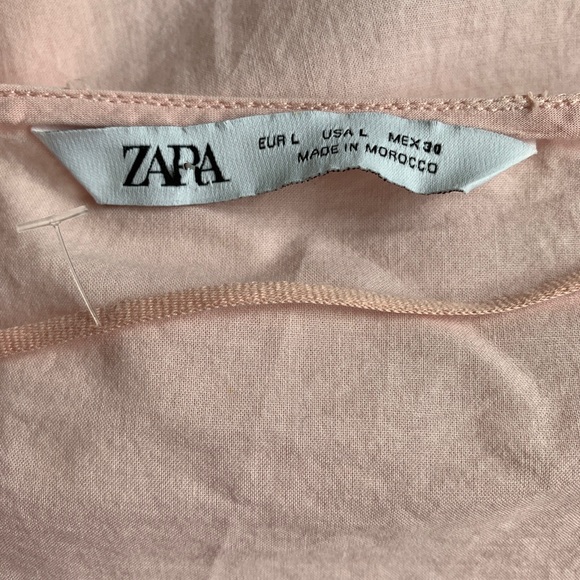 ZARA
EUR L USA L MEX 30
MADE IN MOROCCO